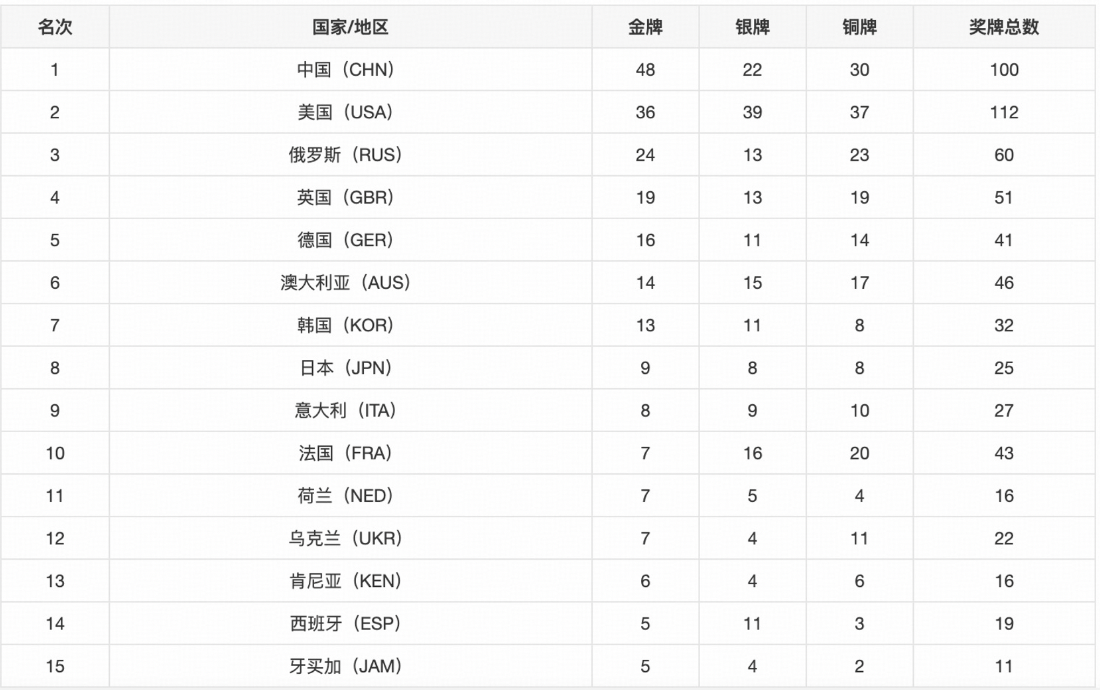 名次 国家/地区 金牌 银牌 铜牌 奖牌总数
1 中国（CHN） 48 22 30 100
2 美国（USA） 36 39 37 112
3 俄罗斯（RUS） 24 13 23 60
4 英国（GBR） 19 13 19 51
5 德国（GER） 16 11 14 41
6 澳大利亚（AUS） 14 15 17 46
7 韩国（KOR） 13 11 8 32
8 日本（JPN） 9 8 8 25
9 意大利（ITA） 8 9 10 27
10 法国（FRA） 7 16 20 43
11 荷兰（NED） 7 5 4 16
12 乌克兰（UKR） 7 4 11 22
13 肯尼亚（KEN） 6 4 6 16
14 西班牙（ESP） 5 11 3 19
15 牙买加（JAM） 5 4 2 11